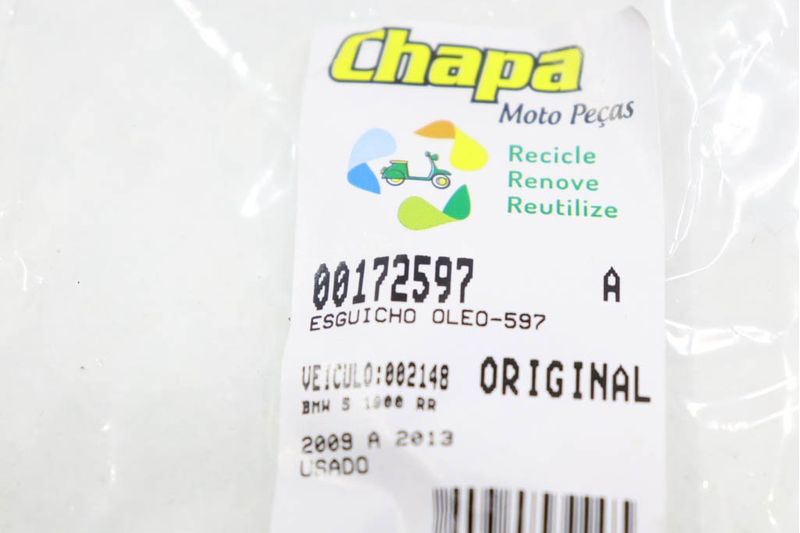 Chapa
Moto Peças
Recicle
Renove
Reutilize
00172597 A
ESGUICHO OLEO-597
VEICULO:002148 ORIGINAL
BMW S 1000 RR
2009 A 2013
USADO